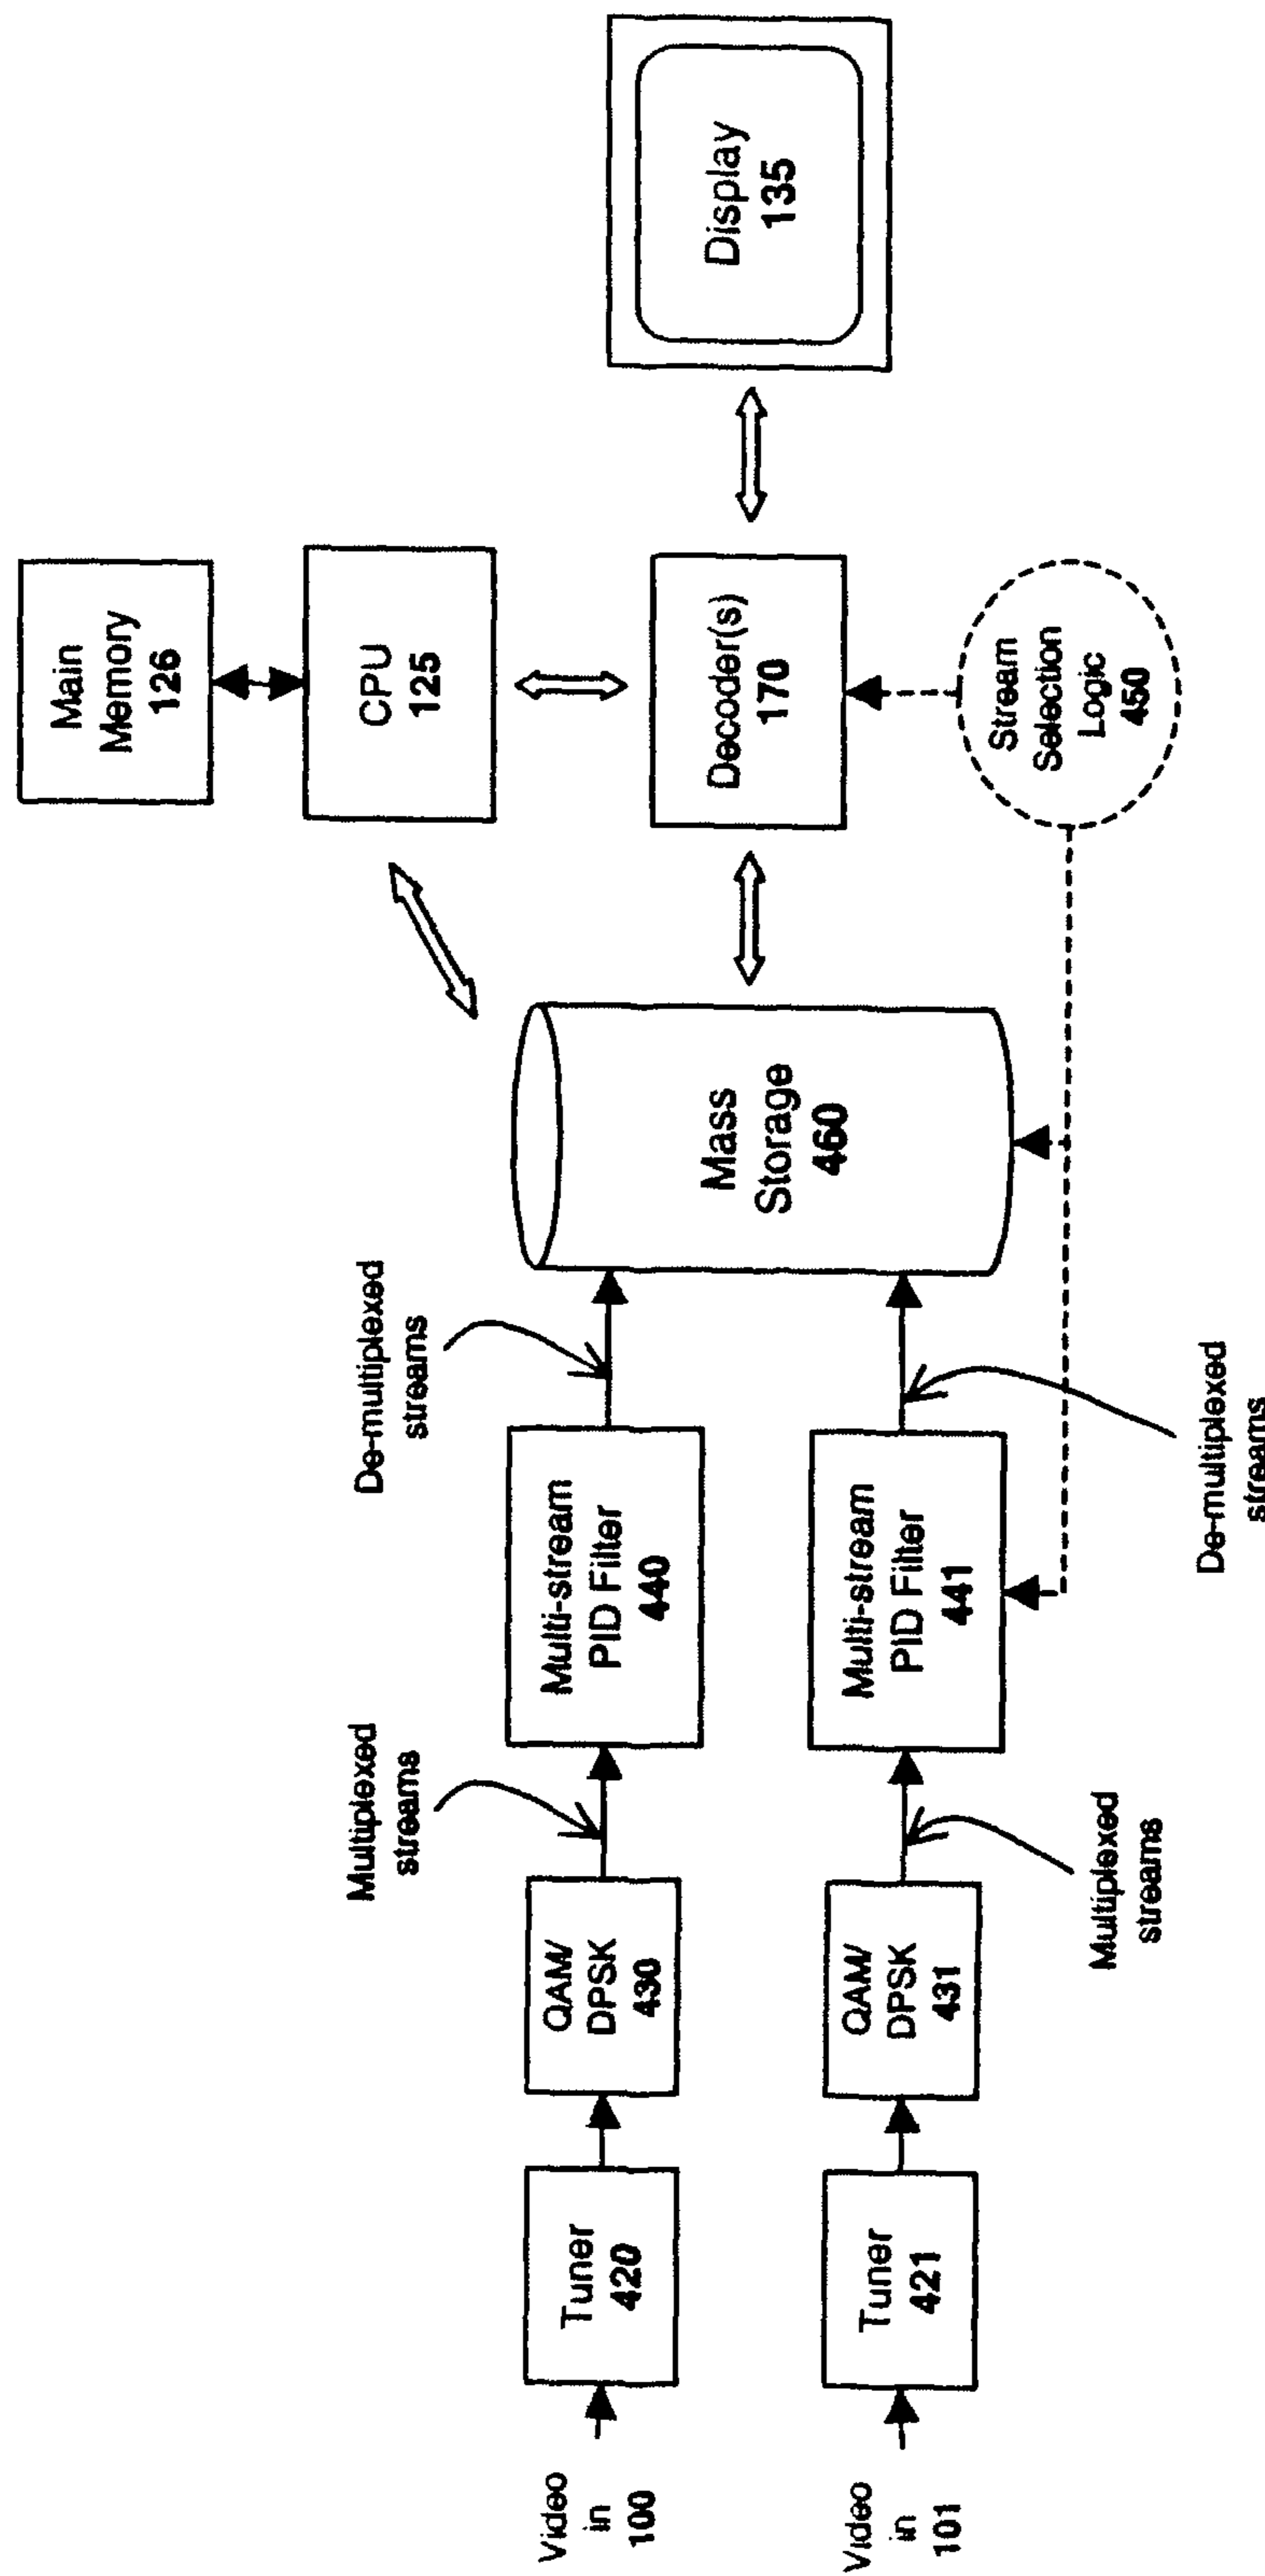 Main
Memory
126
CPU
125
Display
135
Decoder(s)
170
Stream
Selection
Logic
450
Mass
Storage
460
De-multiplexed
streams
De-multiplexed
streams
Multi-stream
PID Filter
440
Multi-stream
PID Filter
441
Multiplexed
streams
Multiplexed
streams
QAM/
DPSK
430
QAM/
DPSK
431
Tuner
420
Tuner
421
Video
in
100
Video
in
101